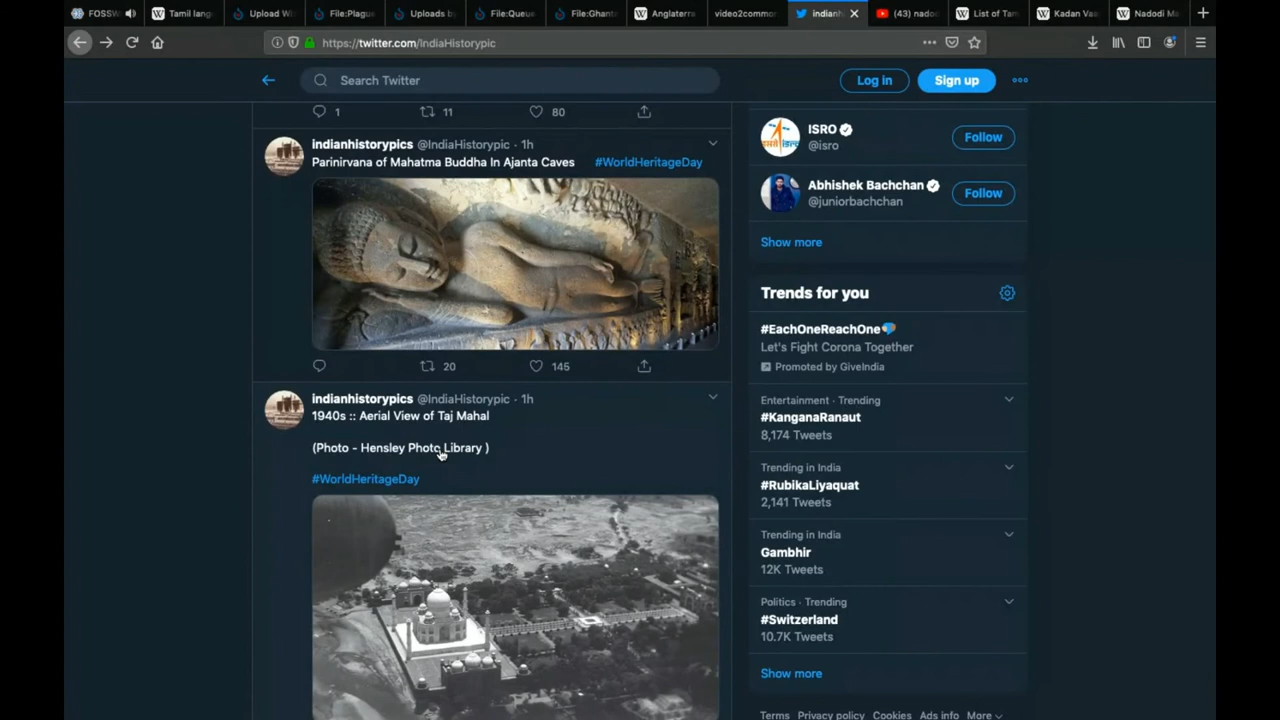 FOSSW
Tamil lang
Upload Wi
File:Plagu
Uploads by
File:Queu
File:Ghant
Anglaterra
video2commo
indianh
(43) nado
List of Tam
Kadan Vaa
Nadodi Ma
https://twitter.com/IndiaHistorypic
Search Twitter
Log in
Sign up
1 11 80
indianhistorypics @IndiaHistorypic · 1h
Parinirvana of Mahatma Buddha In Ajanta Caves #WorldHeritageDay
20 145
indianhistorypics @IndiaHistorypic · 1h
1940s :: Aerial View of Taj Mahal
(Photo - Hensley Photo Library )
#WorldHeritageDay
ISRO
@isro
Follow
Abhishek Bachchan
@juniorbachchan
Follow
Show more
Trends for you
#EachOneReachOne
Let's Fight Corona Together
Promoted by GiveIndia
Entertainment · Trending
#KanganaRanaut
8,174 Tweets
Trending in India
#RubikaLiyaquat
2,141 Tweets
Trending in India
Gambhir
12K Tweets
Politics · Trending
#Switzerland
10.7K Tweets
Show more
Terms Privacy policy Cookies Ads info More